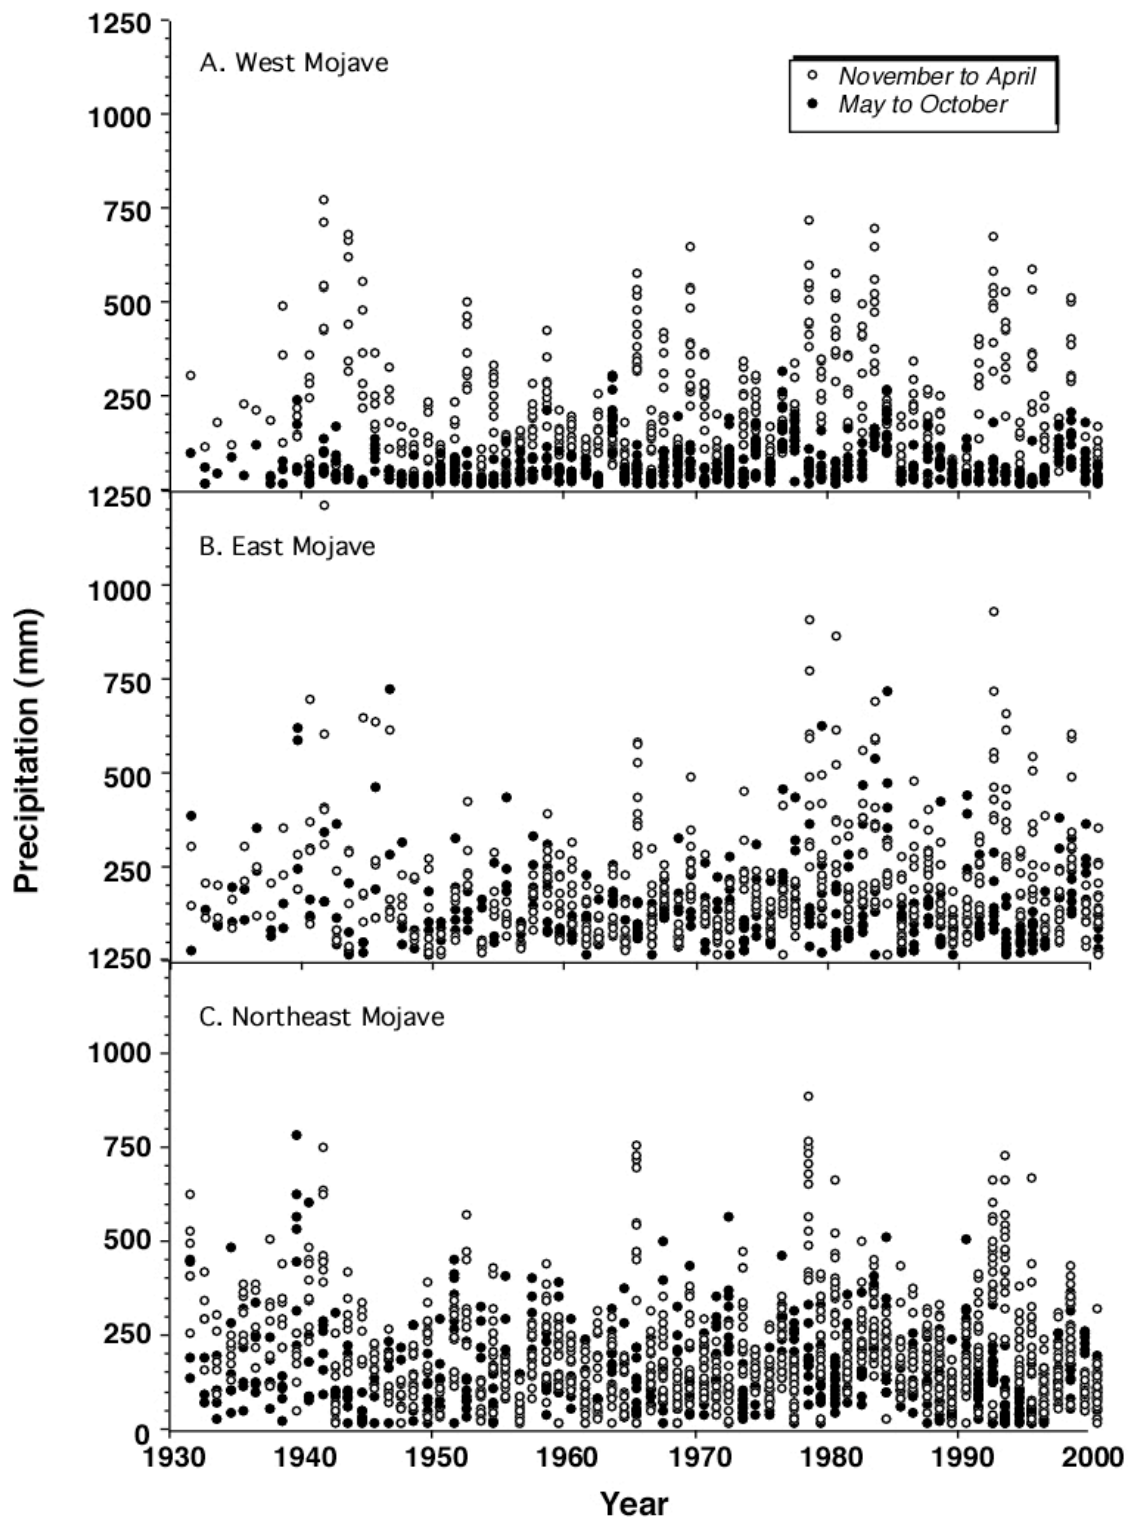 1250
A. West Mojave
November to April
May to October
1000
750
500
250
1250
B. East Mojave
1000
750
500
250
1250
C. Northeast Mojave
1000
750
500
250
0
Precipitation (mm)
1930 1940 1950 1960 1970 1980 1990 2000
Year